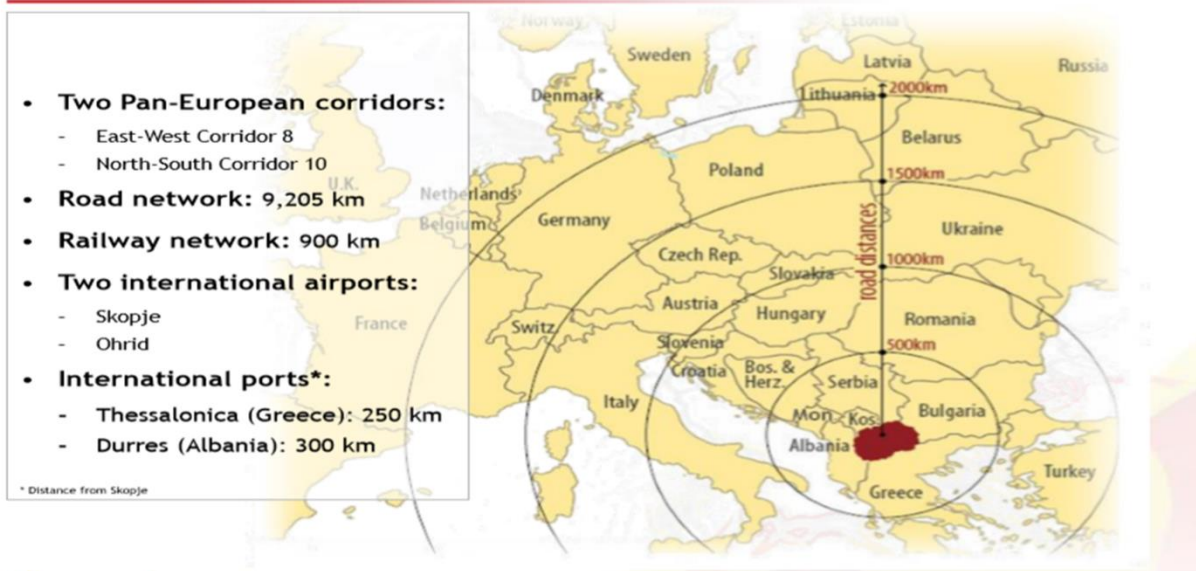 • Two Pan-European corridors:
- East-West Corridor 8
- North-South Corridor 10
• Road network: 9,205 km
• Railway network: 900 km
• Two international airports:
- Skopje
- Ohrid
• International ports*:
- Thessalonica (Greece): 250 km
- Durres (Albania): 300 km
* Distance from Skopje
Norway
Estonia
Sweden
Latvia
Russia
Denmark
Lithuania
2000km
Belarus
Poland
1500km
U.K.
Netherlands
Belgium
Germany
road distances
Ukraine
Czech Rep.
Slovakia
1000km
Austria
Hungary
Romania
France
Switz.
Slovenia
500km
Croatia
Bos. &
Herz.
Serbia
Italy
Mon.
Kos.
Bulgaria
Albania
Turkey
Greece